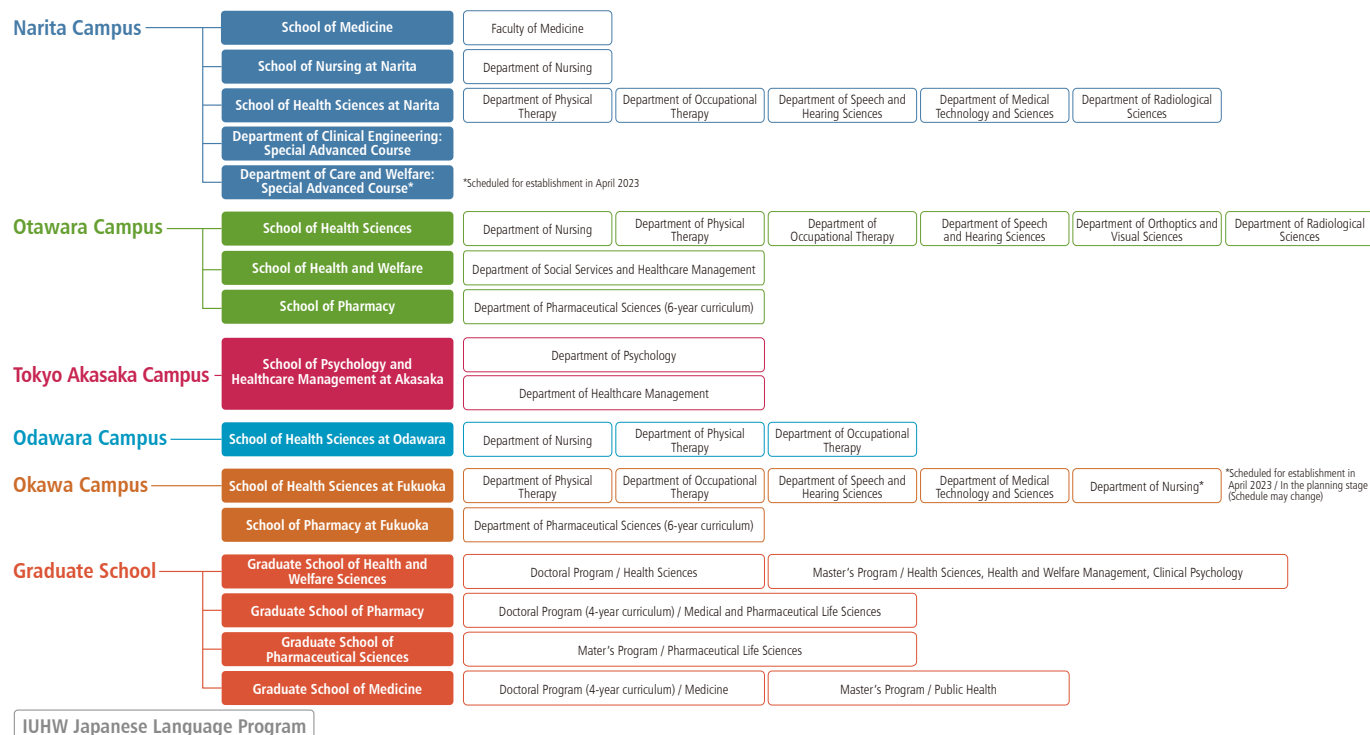 Narita Campus
School of Medicine
Faculty of Medicine
School of Nursing at Narita
Department of Nursing
School of Health Sciences at Narita
Department of Physical
Therapy
Department of Occupational
Therapy
Department of Speech and
Hearing Sciences
Department of Medical
Technology and Sciences
Department of Radiological
Sciences
Department of Clinical Engineering:
Special Advanced Course
Department of Care and Welfare:
Special Advanced Course*
*Scheduled for establishment in April 2023
Otawara Campus
School of Health Sciences
Department of Nursing
Department of Physical
Therapy
Department of
Occupational Therapy
Department of Speech
and Hearing Sciences
Department of Orthoptics and
Visual Sciences
Department of Radiological
Sciences
School of Health and Welfare
Department of Social Services and Healthcare Management
School of Pharmacy
Department of Pharmaceutical Sciences (6-year curriculum)
Tokyo Akasaka Campus
School of Psychology and
Healthcare Management at Akasaka
Department of Psychology
Department of Healthcare Management
Odawara Campus
School of Health Sciences at Odawara
Department of Nursing
Department of Physical
Therapy
Department of Occupational
Therapy
Okawa Campus
School of Health Sciences at Fukuoka
Department of Physical
Therapy
Department of Occupational
Therapy
Department of Speech and
Hearing Sciences
Department of Medical
Technology and Sciences
Department of Nursing*
*Scheduled for establishment in
April 2023 / In the planning stage
(Schedule may change)
School of Pharmacy at Fukuoka
Department of Pharmaceutical Sciences (6-year curriculum)
Graduate School
Graduate School of Health and
Welfare Sciences
Doctoral Program / Health Sciences
Master's Program / Health Sciences, Health and Welfare Management, Clinical Psychology
Graduate School of Pharmacy
Doctoral Program (4-year curriculum) / Medical and Pharmaceutical Life Sciences
Graduate School of
Pharmaceutical Sciences
Mater's Program / Pharmaceutical Life Sciences
Graduate School of Medicine
Doctoral Program (4-year curriculum) / Medicine
Master's Program / Public Health
IUHW Japanese Language Program